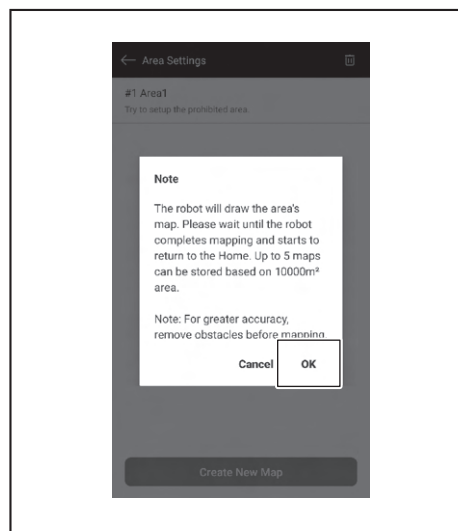 Area Settings
#1 Area1
Try to setup the prohibited area
Note
The robot will draw the area's
map. Please wait until the robot
completes mapping and starts to
return to the Home. Up to 5 maps
can be stored based on 10000m²
area.
Note: For greater accuracy,
remove obstacles before mapping.
Cancel OK
Create New Map